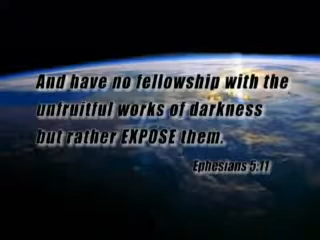 And have no fellowship with the
unfruitful works of darkness
but rather EXPOSE them.
Ephesians 5:11